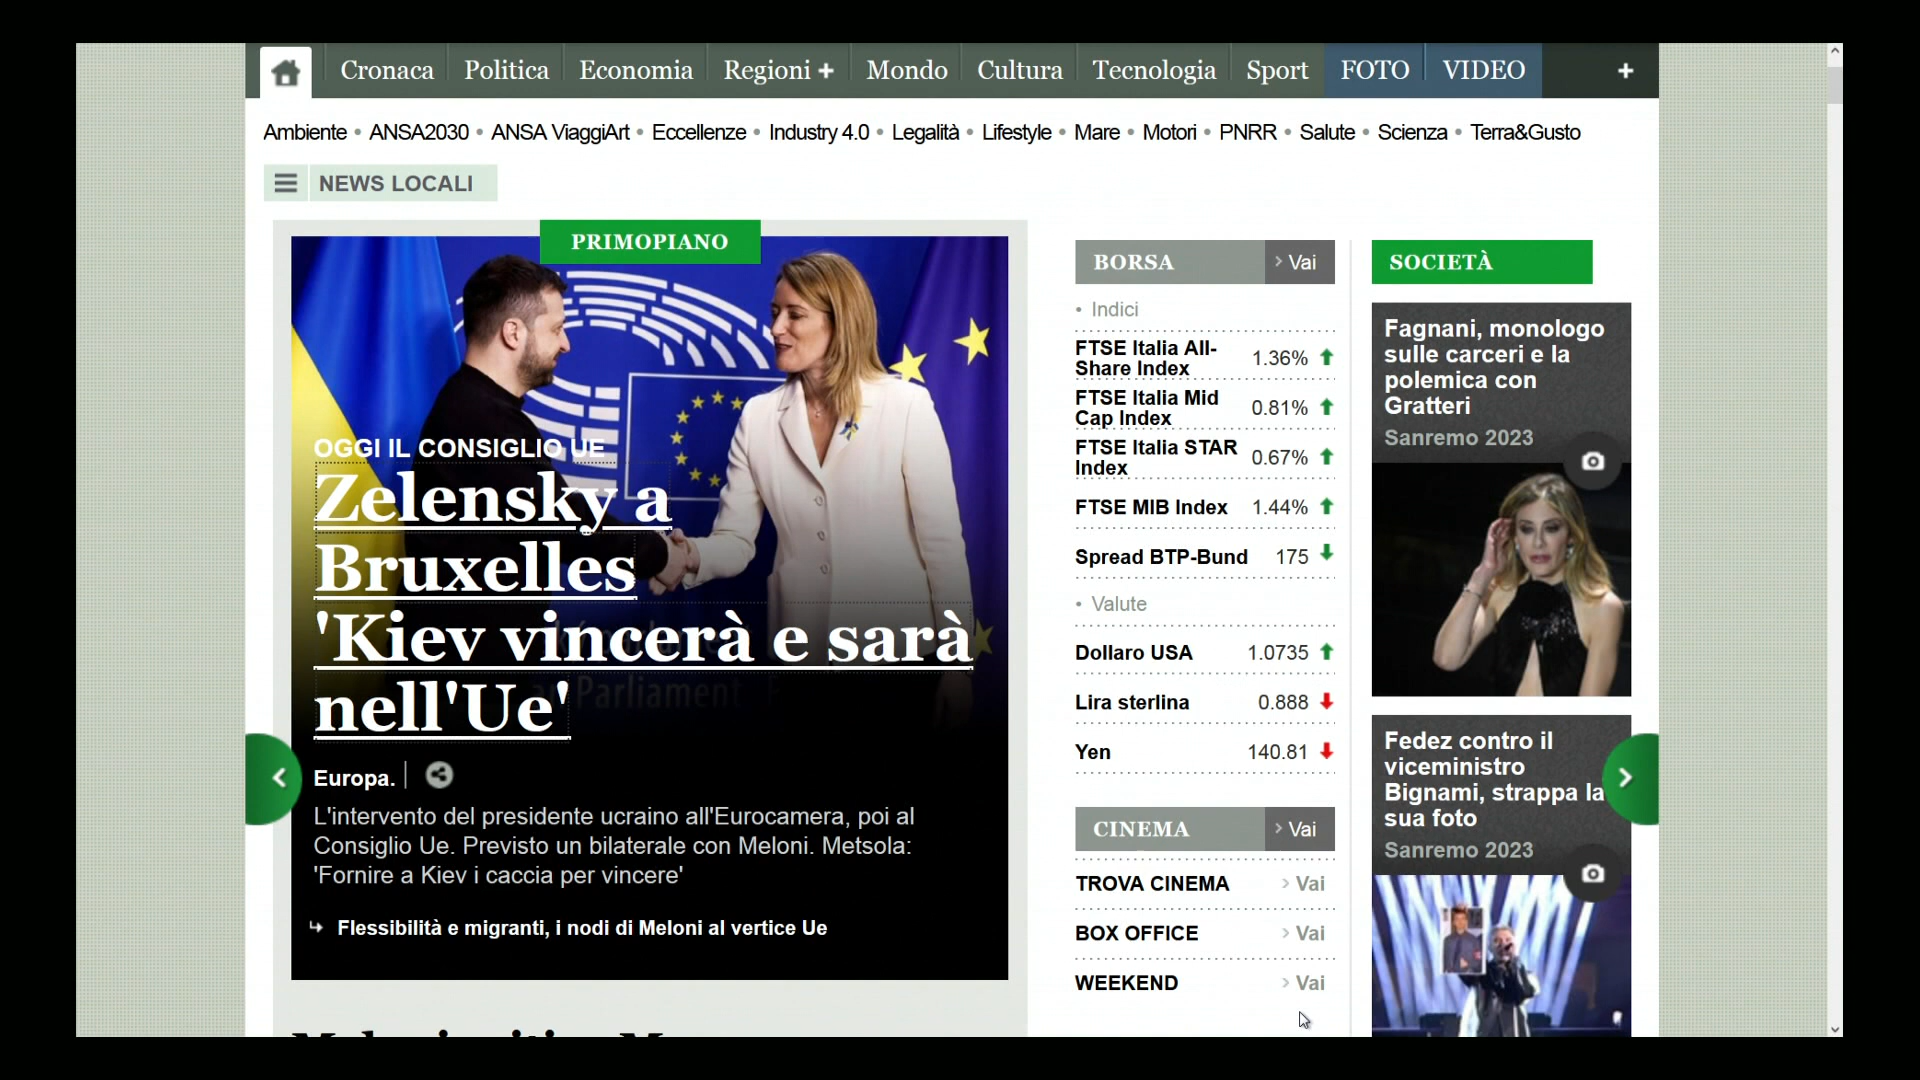 Cronaca Politica Economia Regioni + Mondo Cultura Tecnologia Sport FOTO VIDEO +
Ambiente • ANSA2030 • ANSA ViaggiArt • Eccellenze • Industry 4.0 • Legalità • Lifestyle • Mare • Motori • PNRR • Salute • Scienza • Terra&Gusto
NEWS LOCALI
PRIMOPIANO
OGGI IL CONSIGLIO UE
Zelensky a
Bruxelles
'Kiev vincerà e sarà
nell'Ue'
Parliament
Europa.
L'intervento del presidente ucraino all'Eurocamera, poi al
Consiglio Ue. Previsto un bilaterale con Meloni. Metsola:
'Fornire a Kiev i caccia per vincere'
Flessibilità e migranti, i nodi di Meloni al vertice Ue
BORSA > Vai
• Indici
FTSE Italia All-
Share Index 1.36%
FTSE Italia Mid
Cap Index 0.81%
FTSE Italia STAR
Index 0.67%
FTSE MIB Index 1.44%
Spread BTP-Bund 175
• Valute
Dollaro USA 1.0735
Lira sterlina 0.888
Yen 140.81
CINEMA > Vai
TROVA CINEMA > Vai
BOX OFFICE > Vai
WEEKEND > Vai
SOCIETÀ
Fagnani, monologo
sulle carceri e la
polemica con
Gratteri
Sanremo 2023
Fedez contro il
viceministro
Bignami, strappa la
sua foto
Sanremo 2023